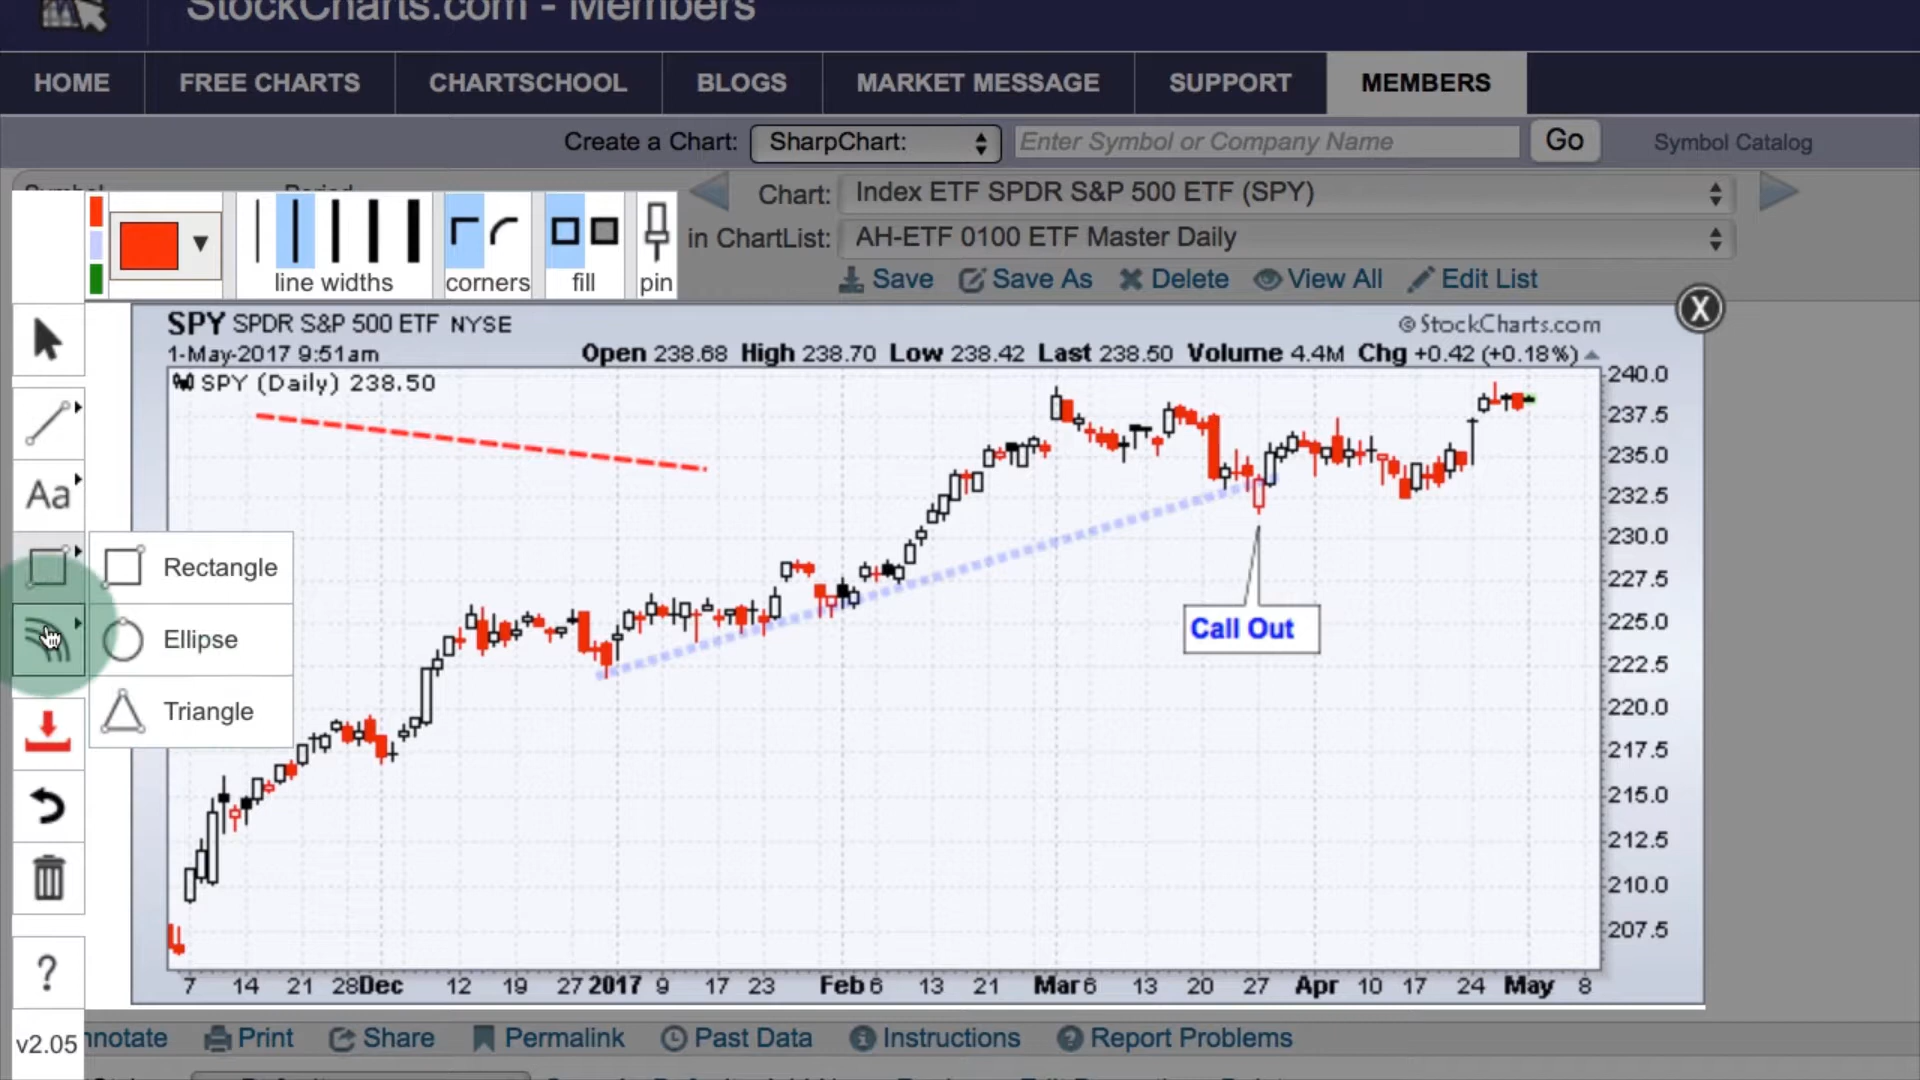 StockCharts.com - Members
HOME FREE CHARTS CHARTSCHOOL BLOGS MARKET MESSAGE SUPPORT MEMBERS
Create a Chart: SharpChart: Enter Symbol or Company Name Go Symbol Catalog
Symbol Period
Chart: Index ETF SPDR S&P 500 ETF (SPY)
in ChartList: AH-ETF 0100 ETF Master Daily
line widths corners fill pin
Save Save As Delete View All Edit List
X
SPY SPDR S&P 500 ETF NYSE
© StockCharts.com
1-May-2017 9:51am Open 238.68 High 238.70 Low 238.42 Last 238.50 Volume 4.4M Chg +0.42 (+0.18%)
SPY (Daily) 238.50
240.0
237.5
235.0
232.5
230.0
227.5
225.0
222.5
220.0
217.5
215.0
212.5
210.0
207.5
Aa
Rectangle
Ellipse
Triangle
Call Out
?
v2.05
7 14 21 28 Dec 12 19 27 2017 9 17 23 Feb 6 13 21 Mar 6 13 20 27 Apr 10 17 24 May 8
nnotate Print Share Permalink Past Data Instructions Report Problems